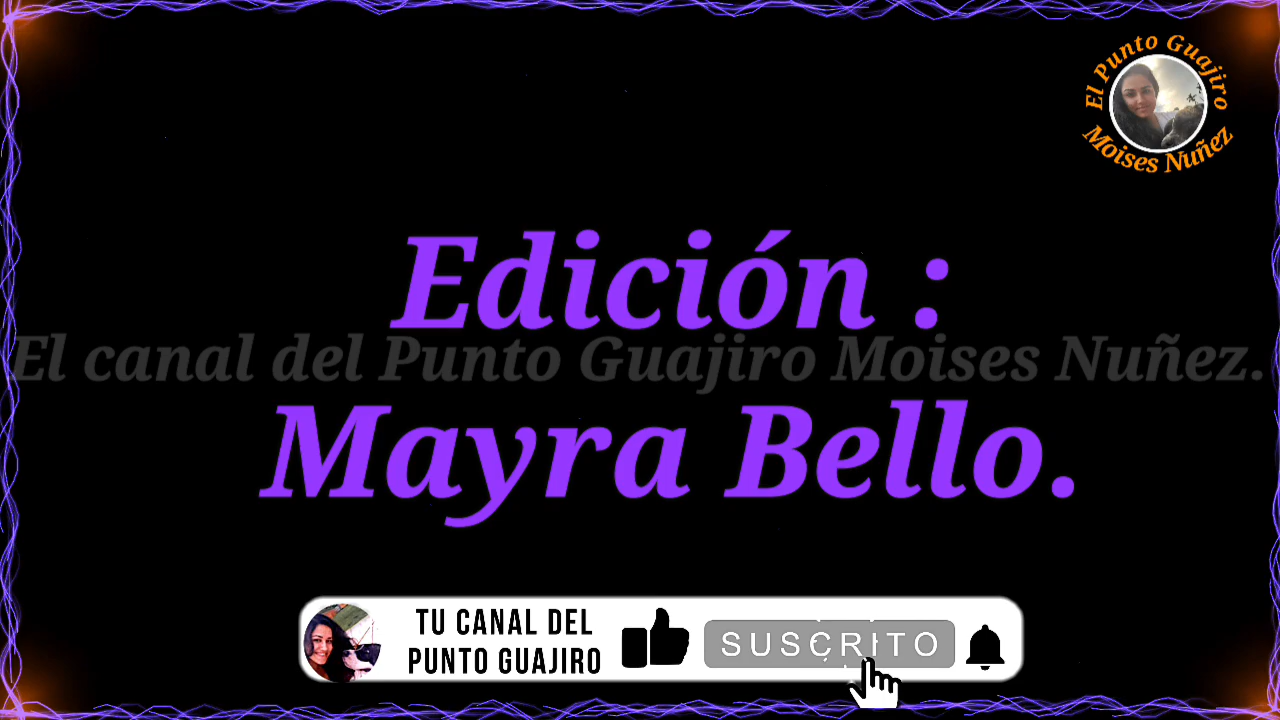 El Punto Guajiro
Moises Nuñez
Edición :
El canal del Punto Guajiro Moises Nuñez.
Mayra Bello.
TU CANAL DEL
PUNTO GUAJIRO
SUSCRITO